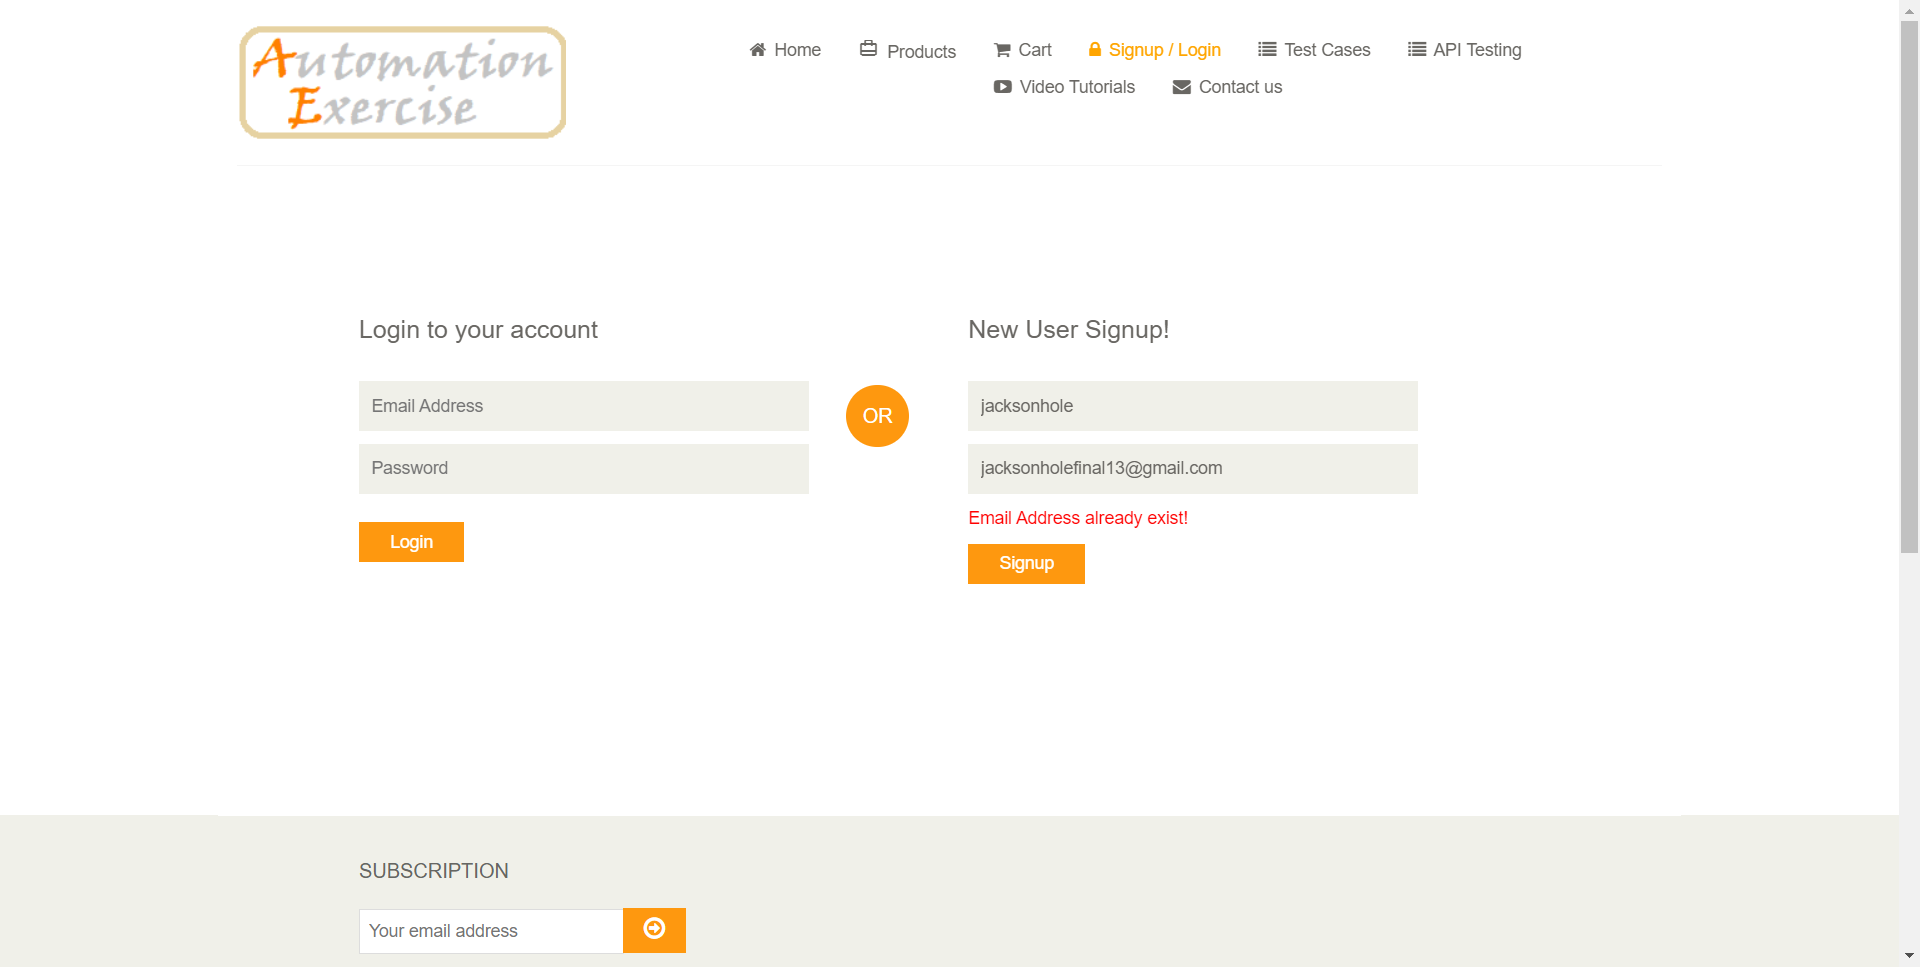 Automation
Exercise
Home
Products
Cart
Signup / Login
Test Cases
API Testing
Video Tutorials
Contact us
Login to your account
Email Address
Password
Login
OR
New User Signup!
jacksonhole
jacksonholefinal13@gmail.com
Email Address already exist!
Signup
SUBSCRIPTION
Your email address